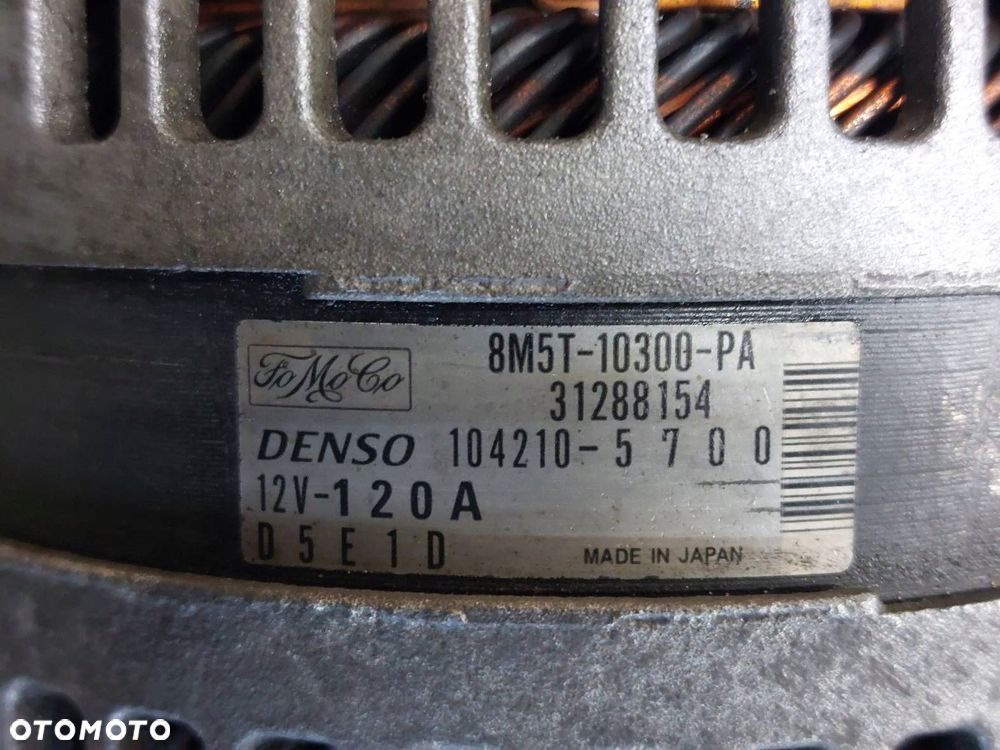 FoMoCo
8M5T-10300-PA
31288154
DENSO 104210-5700
12V-120A
D5E1D
MADE IN JAPAN
OTOMOTO